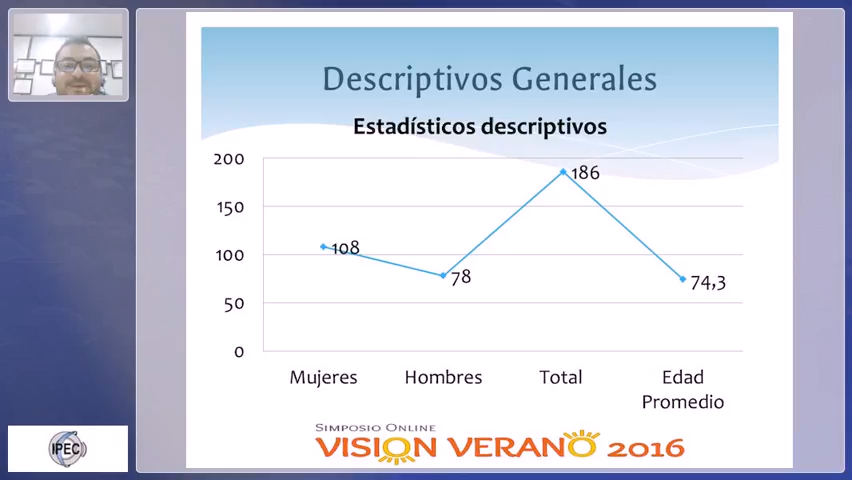 Descriptivos Generales
Estadísticos descriptivos
200
186
150
108
100
78
74,3
50
0
Mujeres
Hombres
Total
Edad
Promedio
SIMPOSIO ONLINE
VISION VERANO 2016
IPEC